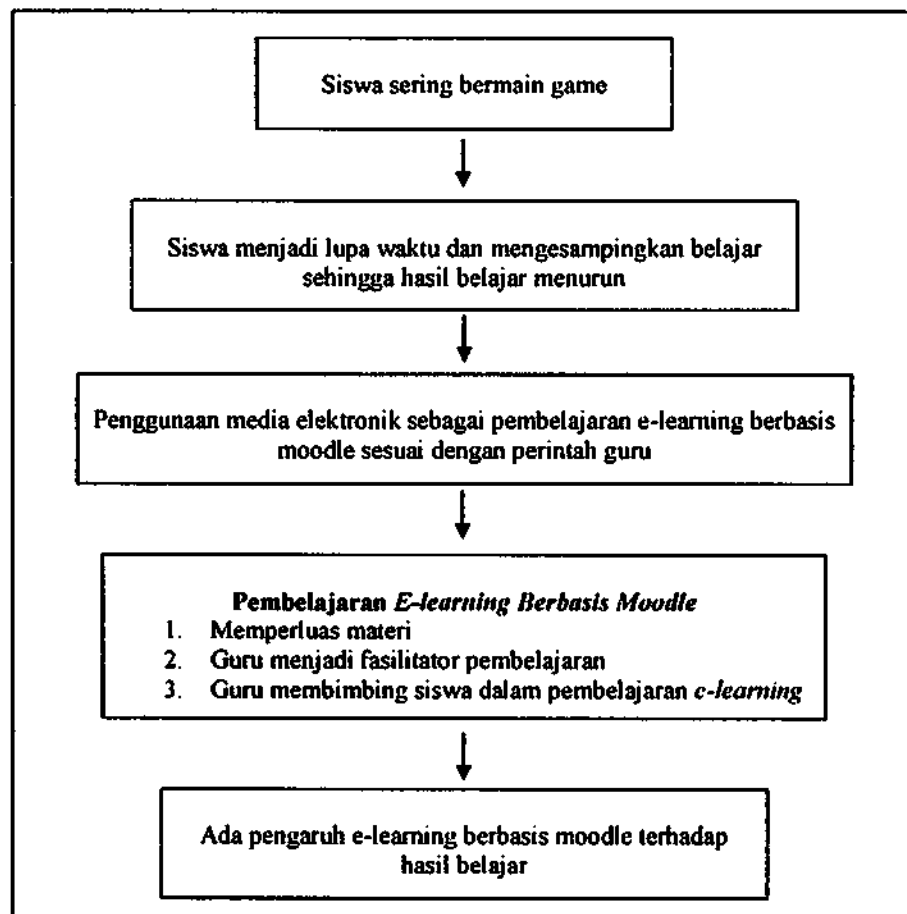 Siswa sering bermain game
Siswa menjadi lupa waktu dan mengesampingkan belajar
sehingga hasil belajar menurun
Penggunaan media elektronik sebagai pembelajaran e-learning berbasis
moodle sesuai dengan perintah guru
Pembelajaran E-learning Berbasis Moodle
1. Memperluas materi
2. Guru menjadi fasilitator pembelajaran
3. Guru membimbing siswa dalam pembelajaran e-learning
Ada pengaruh e-learning berbasis moodle terhadap
hasil belajar